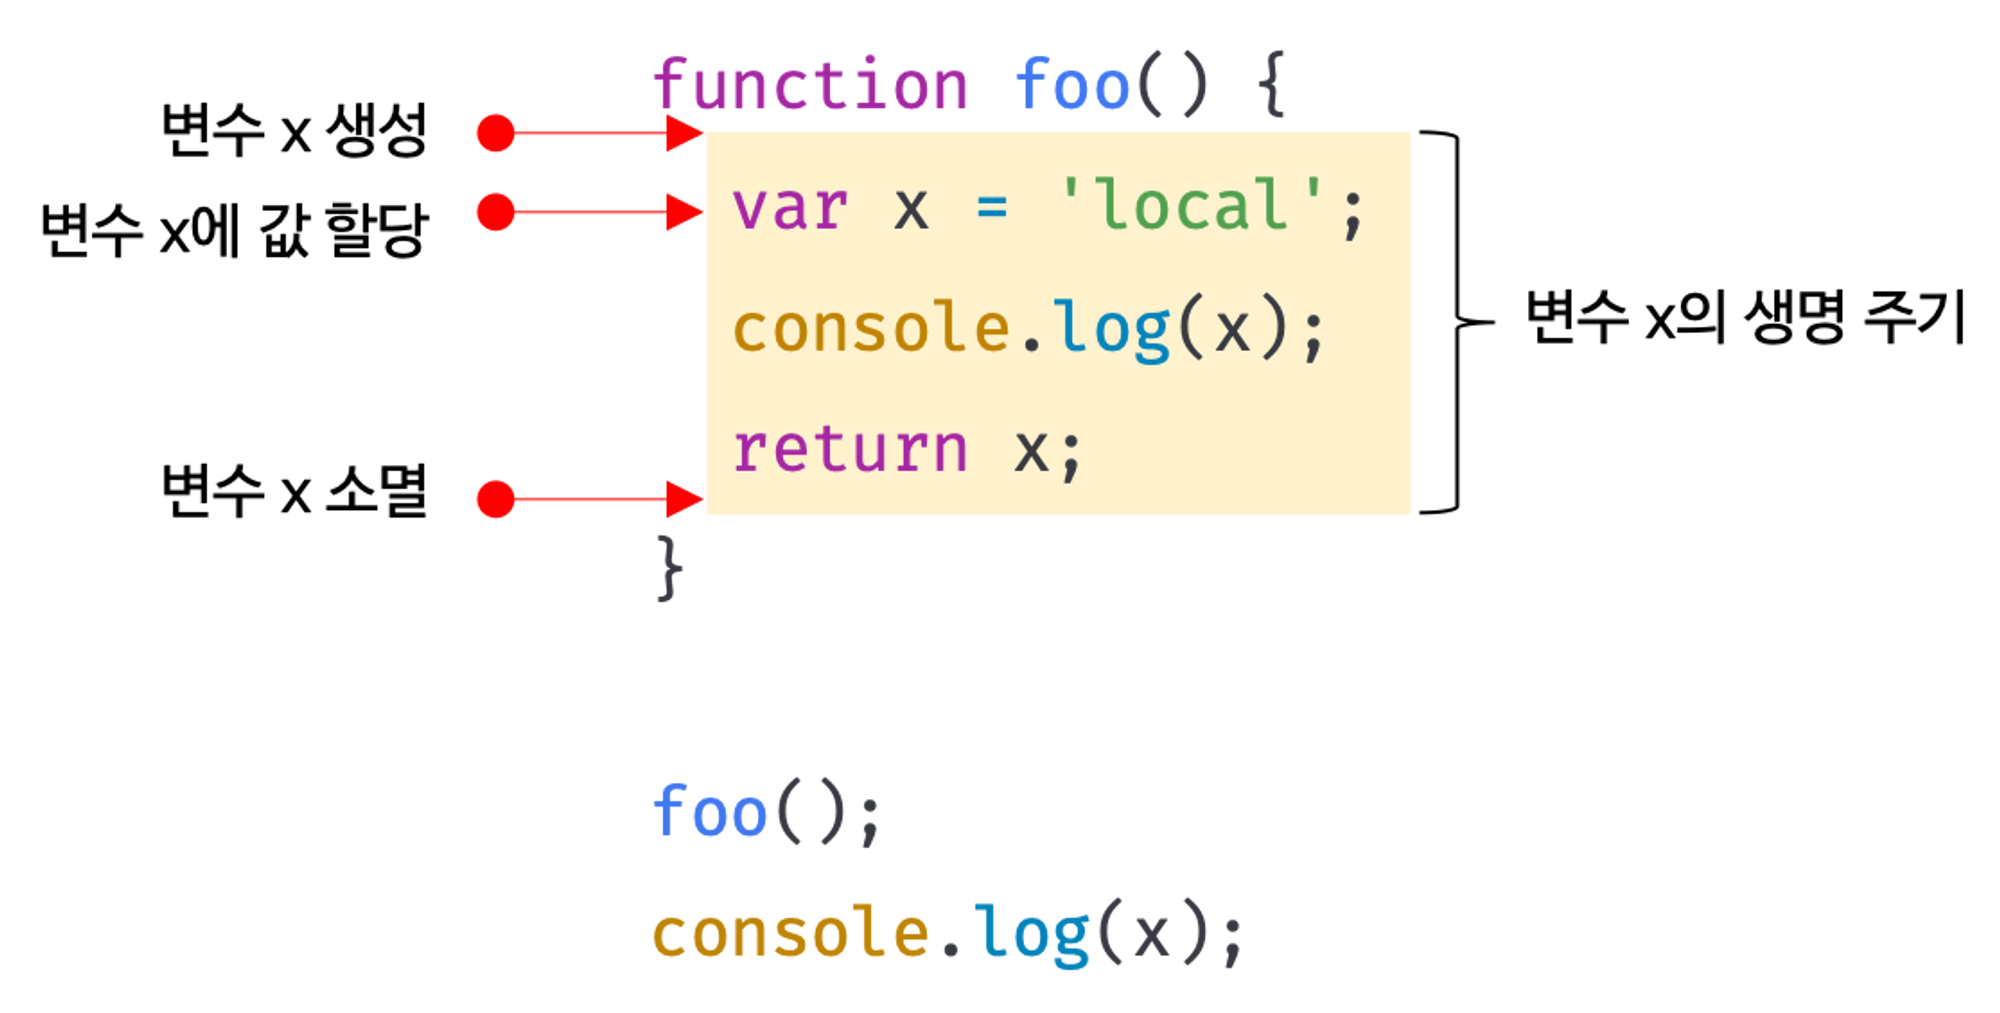 function foo() {
변수 x 생성
var x = 'local';
변수 x에 값 할당
console.log(x);
변수 x의 생명 주기
return x;
변수 x 소멸
}
foo();
console.log(x);